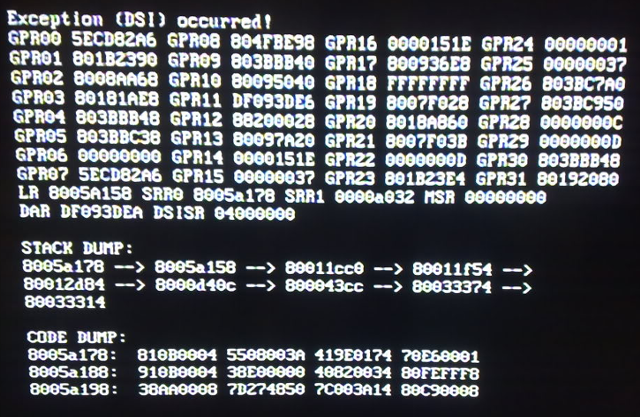 Exception (DSI) occurred!
GPR00 5ECD82A6 GPR08 804FBE98 GPR16 0000151E GPR24 00000001
GPR01 801B2390 GPR09 803BBB40 GPR17 800936E8 GPR25 00000037
GPR02 8008AA68 GPR10 80095040 GPR18 FFFFFFFF GPR26 803BC7A0
GPR03 80181AE8 GPR11 DF093DE6 GPR19 8007F028 GPR27 803BC950
GPR04 803BBB48 GPR12 88200028 GPR20 8018A860 GPR28 0000000C
GPR05 803BBC38 GPR13 80097A20 GPR21 8007F03B GPR29 0000000D
GPR06 00000000 GPR14 0000151E GPR22 0000000D GPR30 803BBB48
GPR07 5ECD82A6 GPR15 00000037 GPR23 801B23E4 GPR31 80192080
LR 8005A158 SRR0 8005a178 SRR1 0000a032 MSR 00000000
DAR DF093DEA DSISR 04000000
STACK DUMP:
8005a178 --> 8005a158 --> 80011cc0 --> 80011f54 -->
80012d84 --> 8000d40c --> 800043cc --> 80033374 -->
80033314
CODE DUMP:
8005a178: 810B0004 5508003A 419E0174 70E60001
8005a188: 910B0004 38E00000 40820034 80FEFFF8
8005a198: 38AA0008 7D274850 7C003A14 80C90008